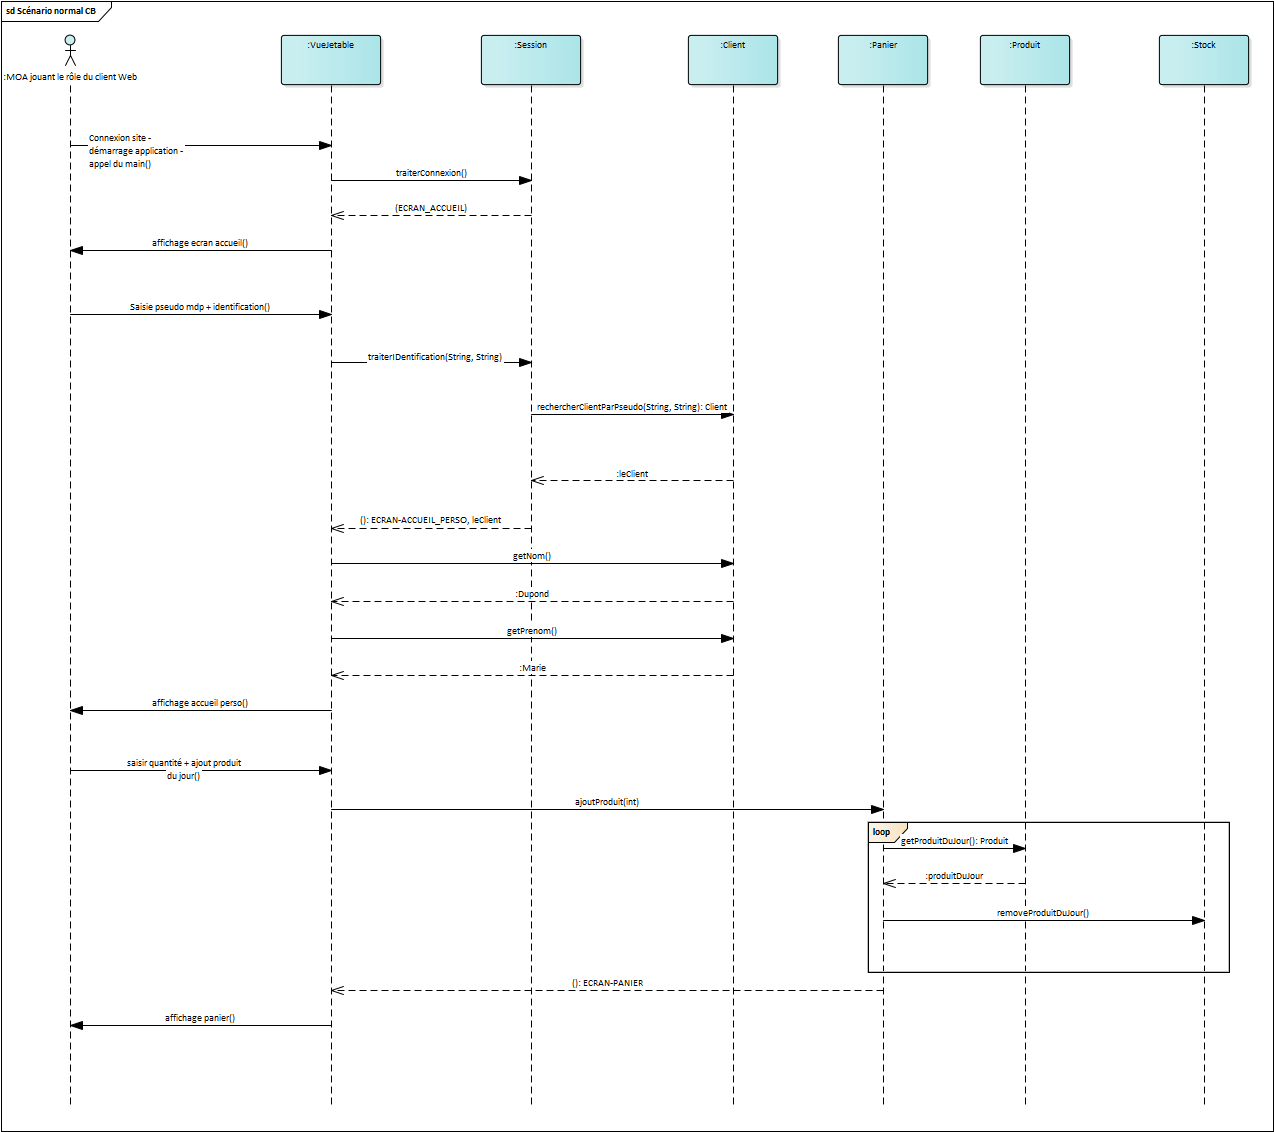 sd Scénario normal CB
:MOA jouant le rôle du client Web
:VueJetable
:Session
:Client
:Panier
:Produit
:Stock
Connexion site -
démarrage application -
appel du main()
traiterConnexion()
(ECRAN_ACCUEIL)
affichage ecran accueil()
Saisie pseudo mdp + identification()
traiterIDentification(String, String)
rechercherClientParPseudo(String, String): Client
:leClient
(): ECRAN-ACCUEIL_PERSO, leClient
getNom()
:Dupond
getPrenom()
:Marie
affichage accueil perso()
saisir quantité + ajout produit
du jour()
ajoutProduit(int)
loop
getProduitDuJour(): Produit
:produitDuJour
removeProduitDuJour()
(): ECRAN-PANIER
affichage panier()